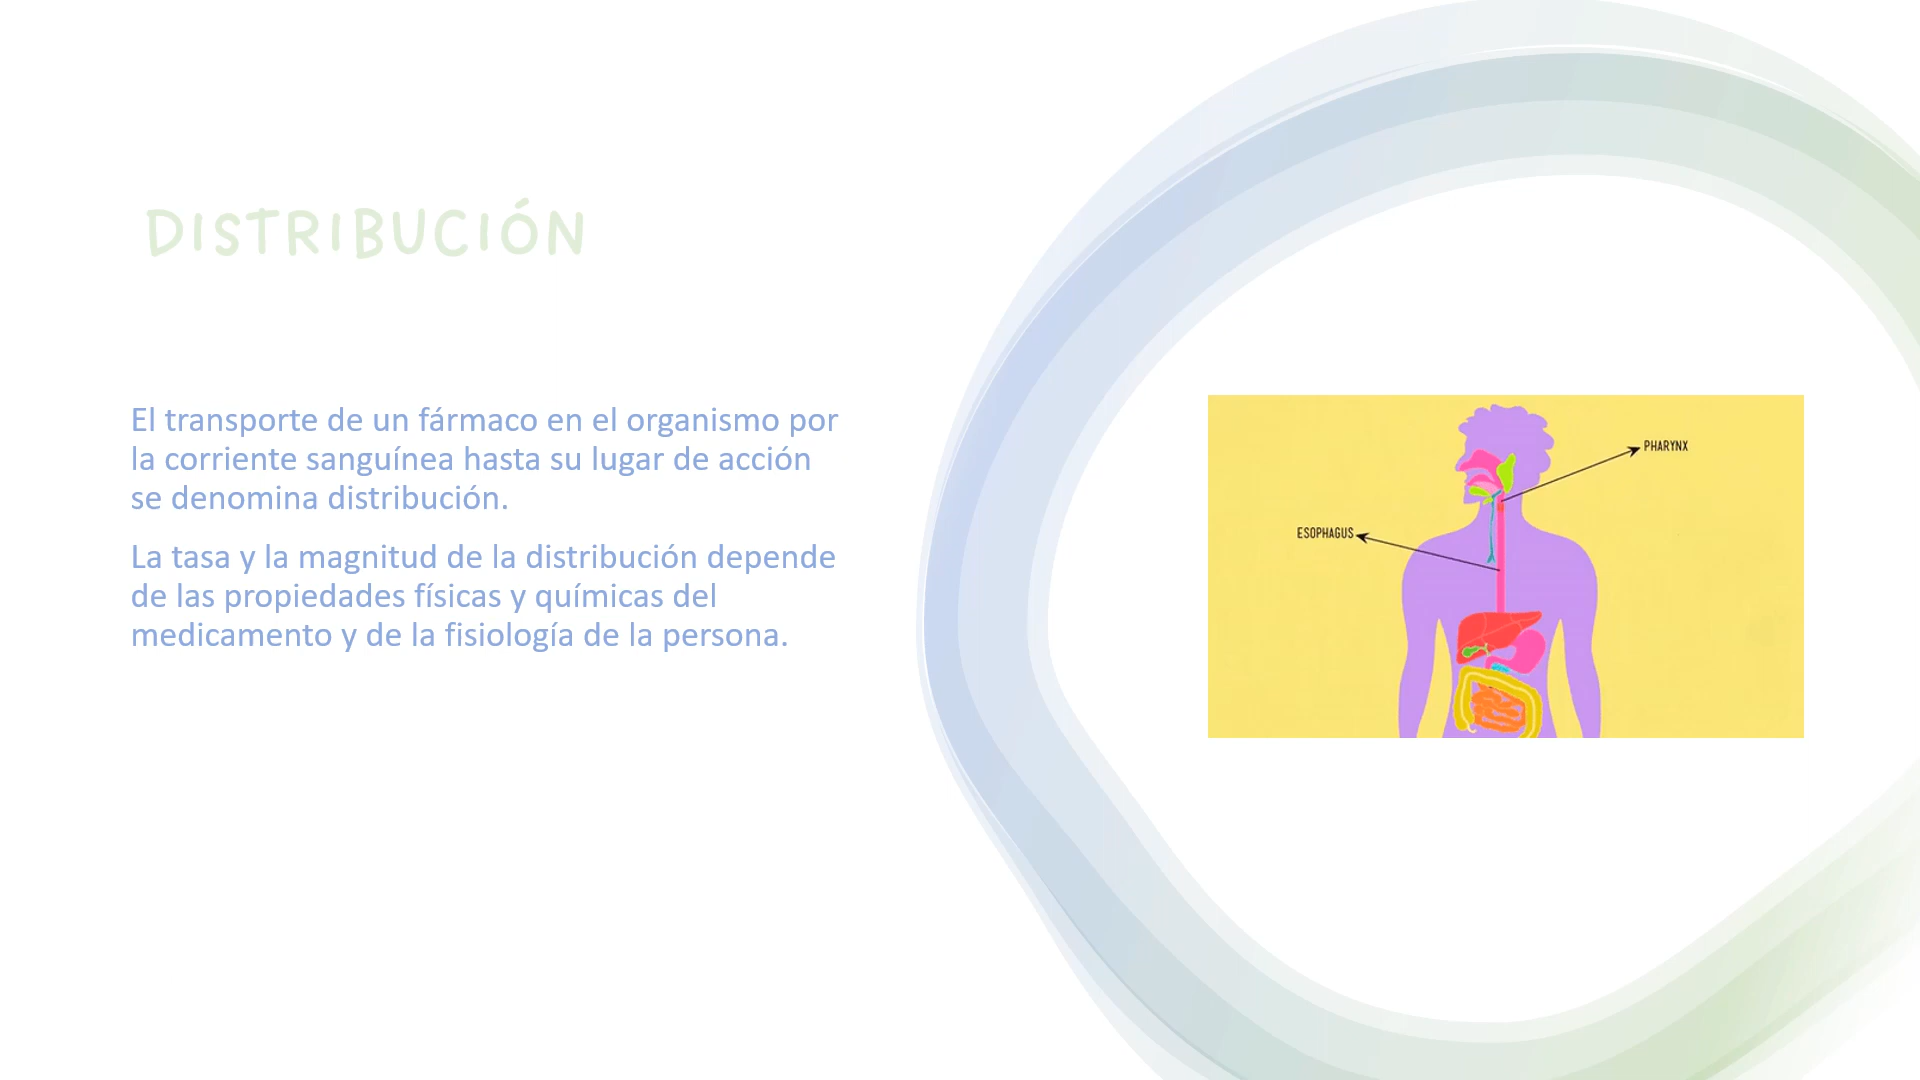 DISTRIBUCIÓN
El transporte de un fármaco en el organismo por
la corriente sanguínea hasta su lugar de acción
se denomina distribución.
La tasa y la magnitud de la distribución depende
de las propiedades físicas y químicas del
medicamento y de la fisiología de la persona.
PHARYNX
ESOPHAGUS